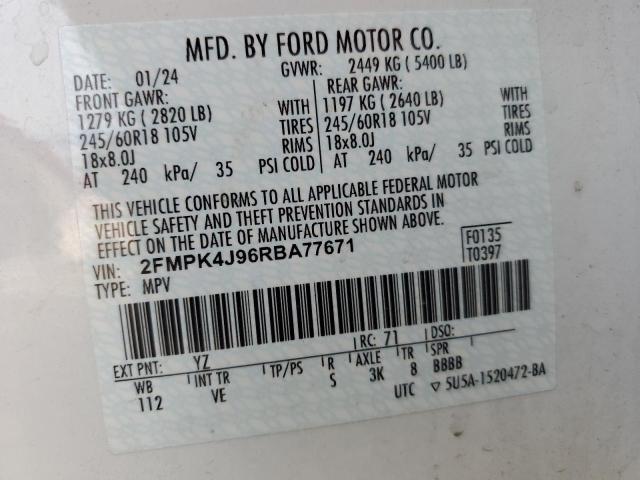 MFD. BY FORD MOTOR CO.
DATE: 01/24 GVWR: 2449 KG ( 5400 LB)
FRONT GAWR: REAR GAWR:
1279 KG ( 2820 LB) WITH 1197 KG ( 2640 LB) WITH
245/60R18 105V TIRES 245/60R18 105V TIRES
18x8.0J RIMS 18x8.0J RIMS
AT 240 kPa/ 35 PSI COLD AT 240 kPa/ 35 PSI COLD
THIS VEHICLE CONFORMS TO ALL APPLICABLE FEDERAL MOTOR
VEHICLE SAFETY AND THEFT PREVENTION STANDARDS IN
EFFECT ON THE DATE OF MANUFACTURE SHOWN ABOVE.
VIN: 2FMPK4J96RBA77671 F0135
TYPE: MPV T0397
EXT PNT: YZ RC: 71 DSO:
WB INT TR TP/PS R AXLE TR SPR
112 VE S 3K 8 BBBB
UTC ▽ 5U5A-1520472-BA